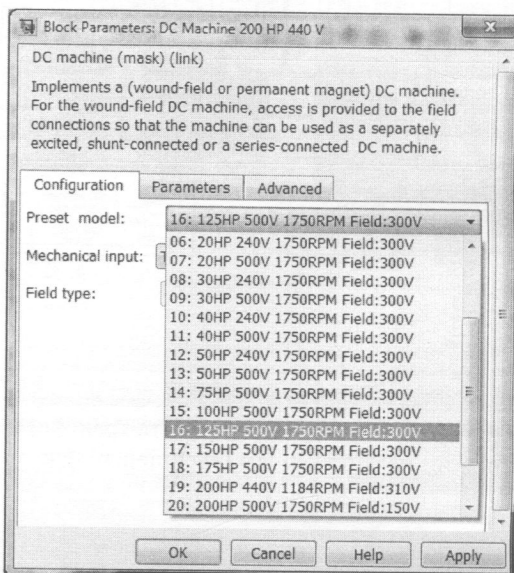 Block Parameters: DC Machine 200 HP 440 V
DC machine (mask) (link)
Implements a (wound-field or permanent magnet) DC machine.
For the wound-field DC machine, access is provided to the field
connections so that the machine can be used as a separately
excited, shunt-connected or a series-connected DC machine.
Configuration Parameters Advanced
Preset model: 16: 125HP 500V 1750RPM Field:300V
Mechanical input:
Field type:
06: 20HP 240V 1750RPM Field:300V
07: 20HP 500V 1750RPM Field:300V
08: 30HP 240V 1750RPM Field:300V
09: 30HP 500V 1750RPM Field:300V
10: 40HP 240V 1750RPM Field:300V
11: 40HP 500V 1750RPM Field:300V
12: 50HP 240V 1750RPM Field:300V
13: 50HP 500V 1750RPM Field:300V
14: 75HP 500V 1750RPM Field:300V
15: 100HP 500V 1750RPM Field:300V
16: 125HP 500V 1750RPM Field:300V
17: 150HP 500V 1750RPM Field:300V
18: 175HP 500V 1750RPM Field:300V
19: 200HP 440V 1184RPM Field:310V
20: 200HP 500V 1750RPM Field:150V
OK Cancel Help Apply